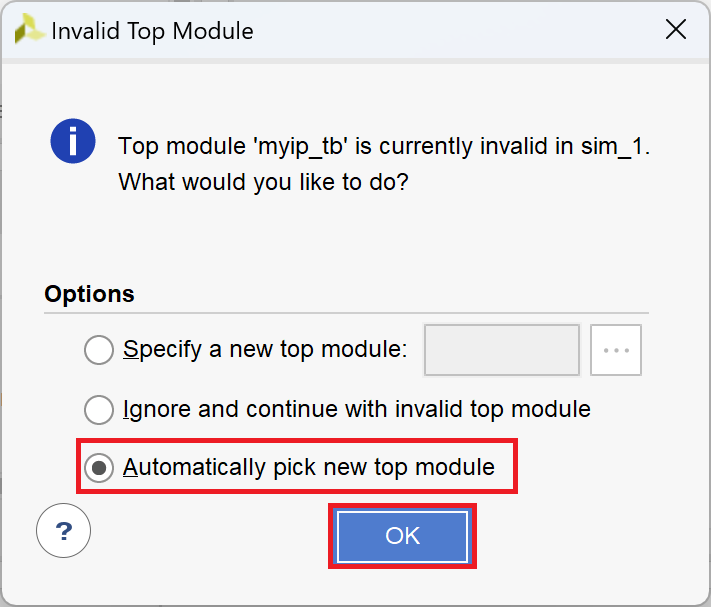 Invalid Top Module
Top module 'myip_tb' is currently invalid in sim_1.
What would you like to do?
Options
Specify a new top module:
Ignore and continue with invalid top module
Automatically pick new top module
?
OK